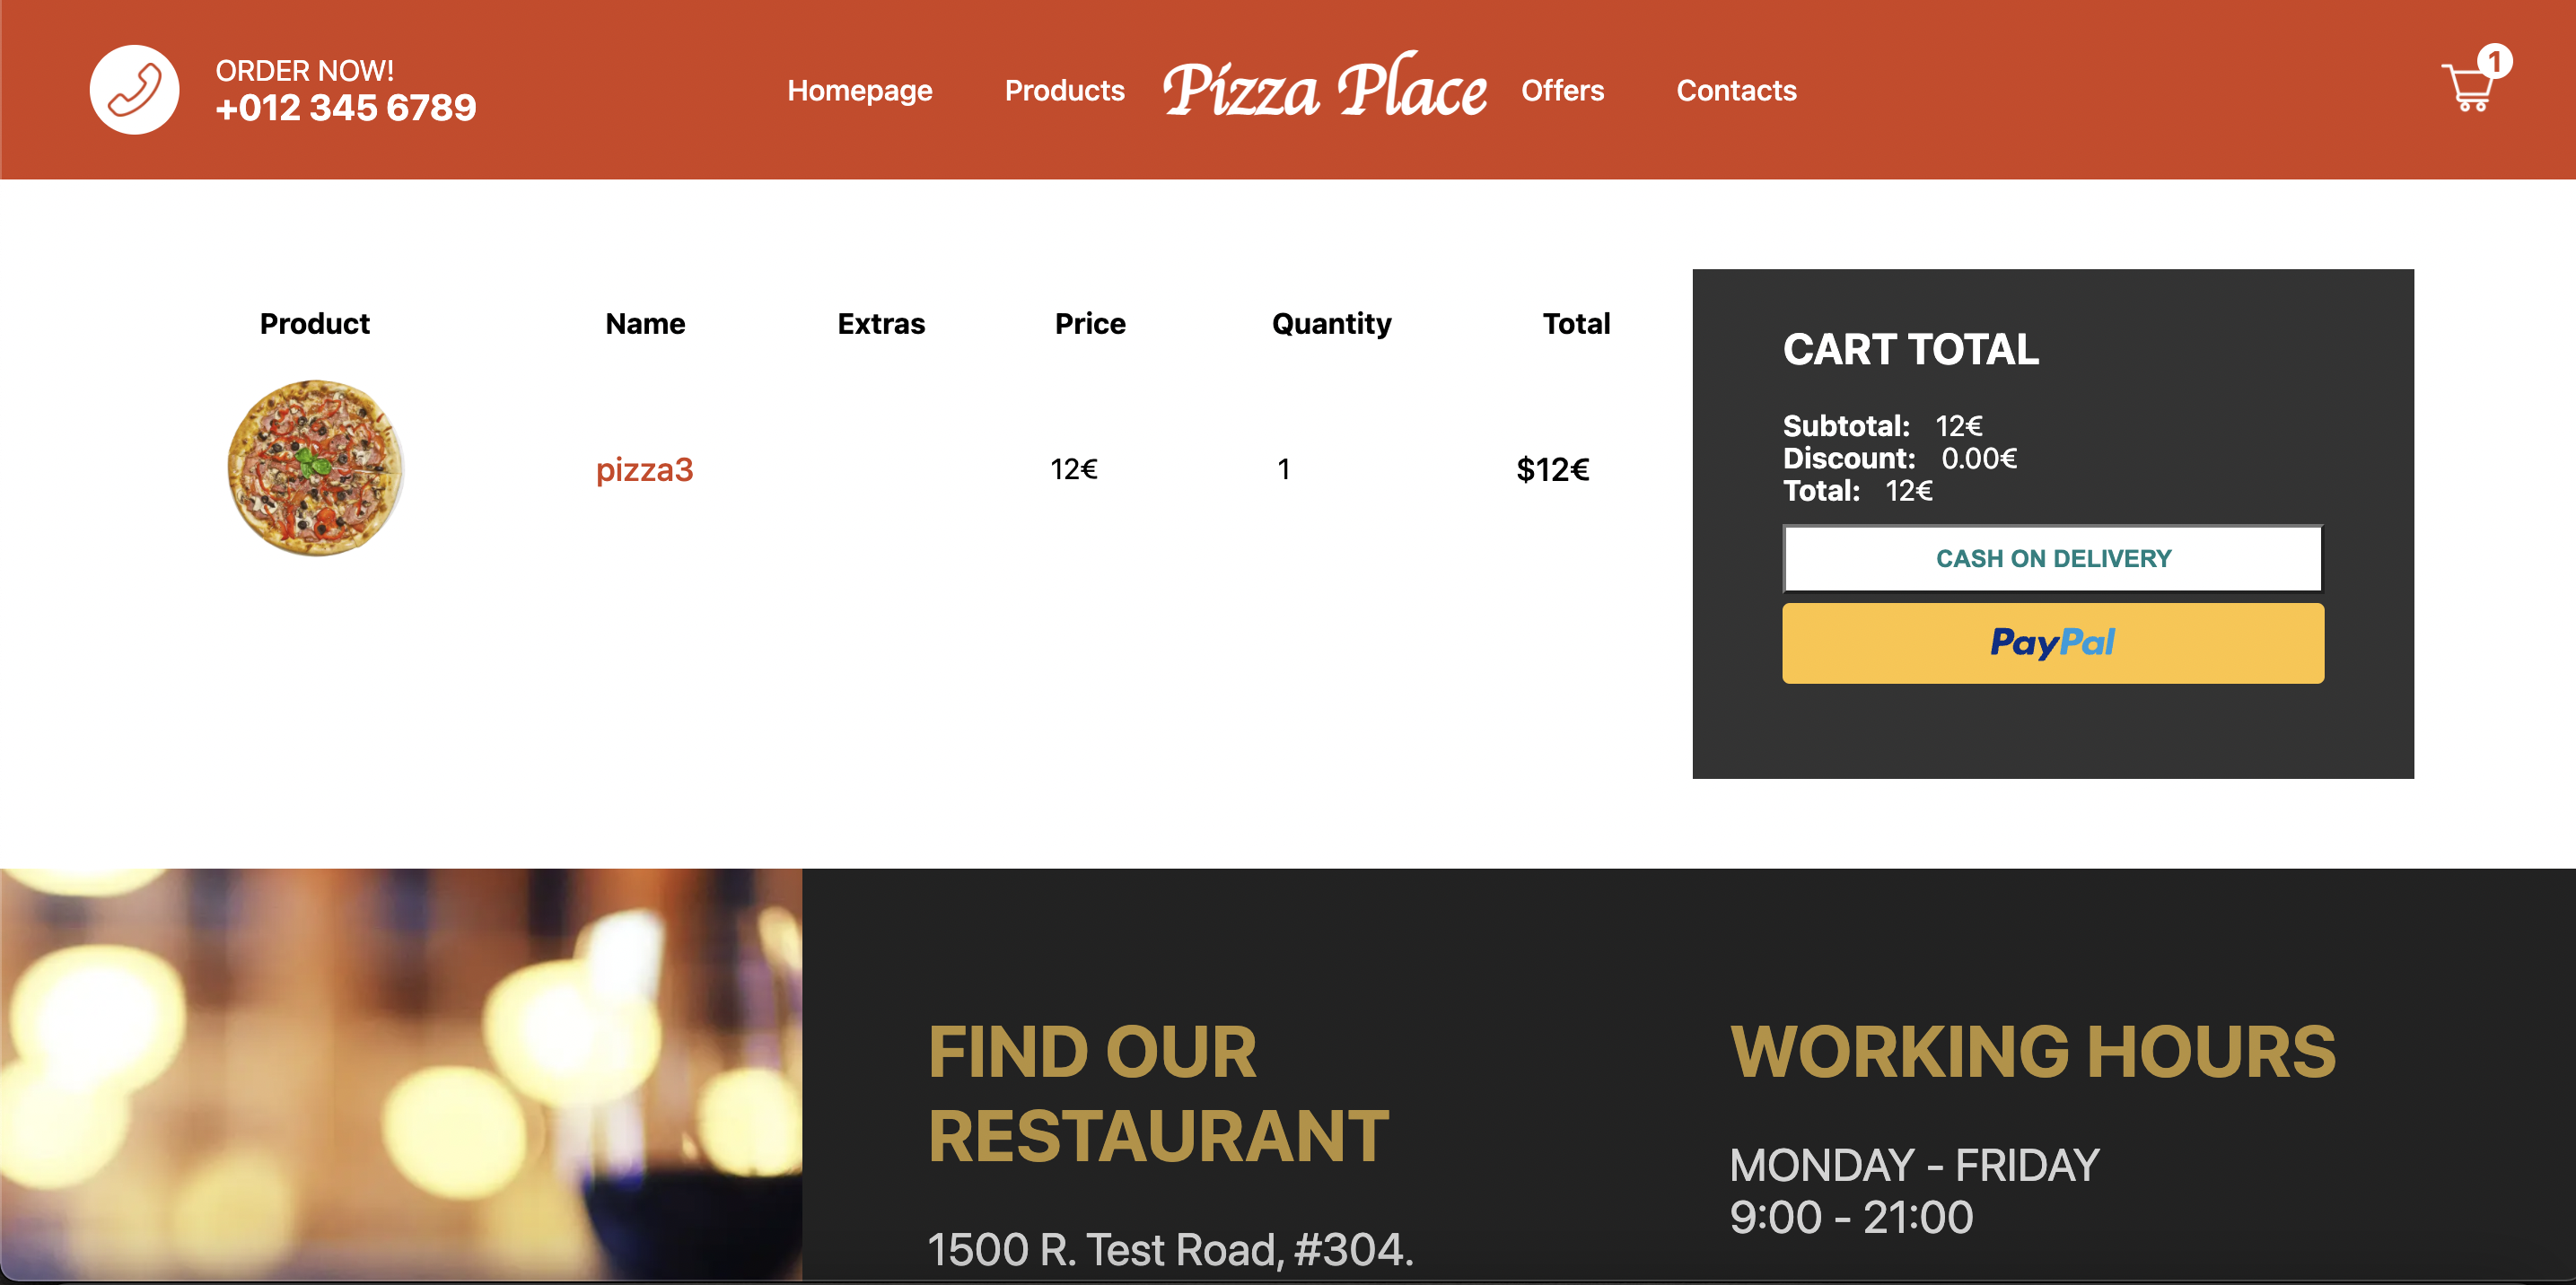 ORDER NOW!
+012 345 6789
Homepage
Products
Pizza Place
Offers
Contacts
1
Product
Name
Extras
Price
Quantity
Total
pizza3
12€
1
$12€
CART TOTAL
Subtotal: 12€
Discount: 0.00€
Total: 12€
CASH ON DELIVERY
PayPal
FIND OUR
RESTAURANT
1500 R. Test Road, #304.
WORKING HOURS
MONDAY - FRIDAY
9:00 - 21:00